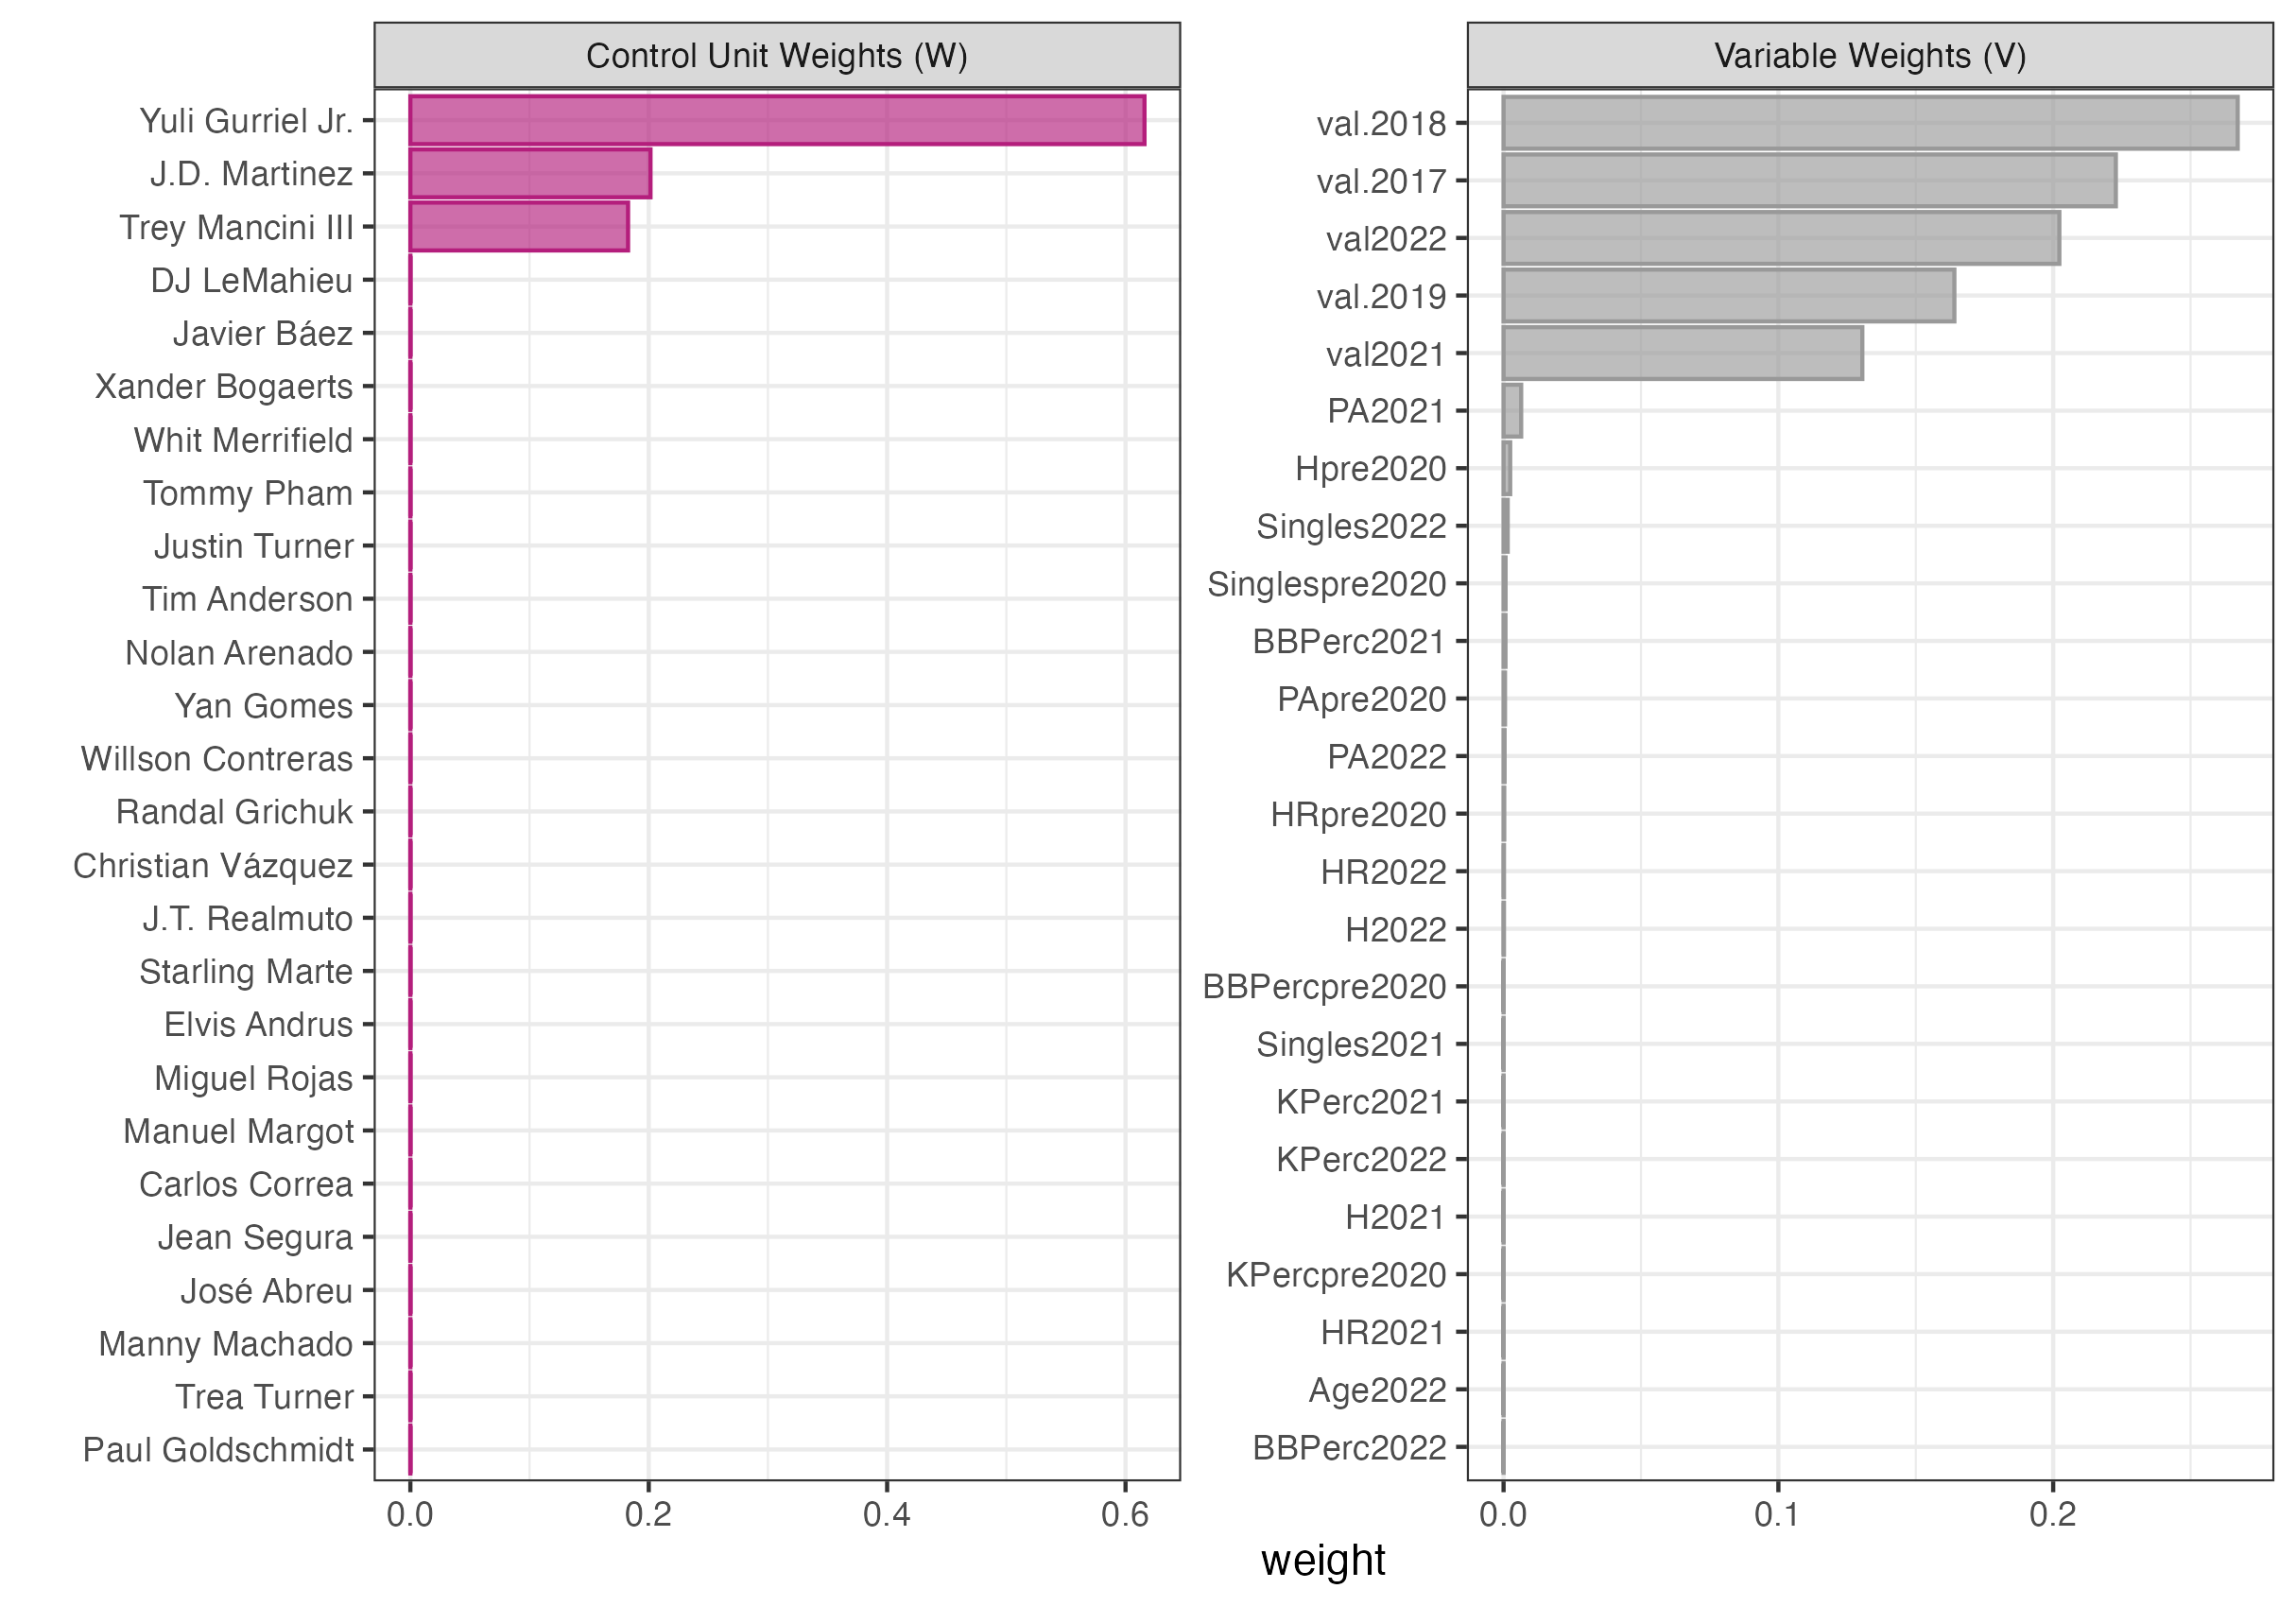 Control Unit Weights (W)
Yuli Gurriel Jr.
J.D. Martinez
Trey Mancini III
DJ LeMahieu
Javier Báez
Xander Bogaerts
Whit Merrifield
Tommy Pham
Justin Turner
Tim Anderson
Nolan Arenado
Yan Gomes
Willson Contreras
Randal Grichuk
Christian Vázquez
J.T. Realmuto
Starling Marte
Elvis Andrus
Miguel Rojas
Manuel Margot
Carlos Correa
Jean Segura
José Abreu
Manny Machado
Trea Turner
Paul Goldschmidt
0.0 0.2 0.4 0.6
Variable Weights (V)
val.2018
val.2017
val2022
val.2019
val2021
PA2021
Hpre2020
Singles2022
Singlespre2020
BBPerc2021
PApre2020
PA2022
HRpre2020
HR2022
H2022
BBPercpre2020
Singles2021
KPerc2021
KPerc2022
H2021
KPercpre2020
HR2021
Age2022
BBPerc2022
0.0 0.1 0.2
weight